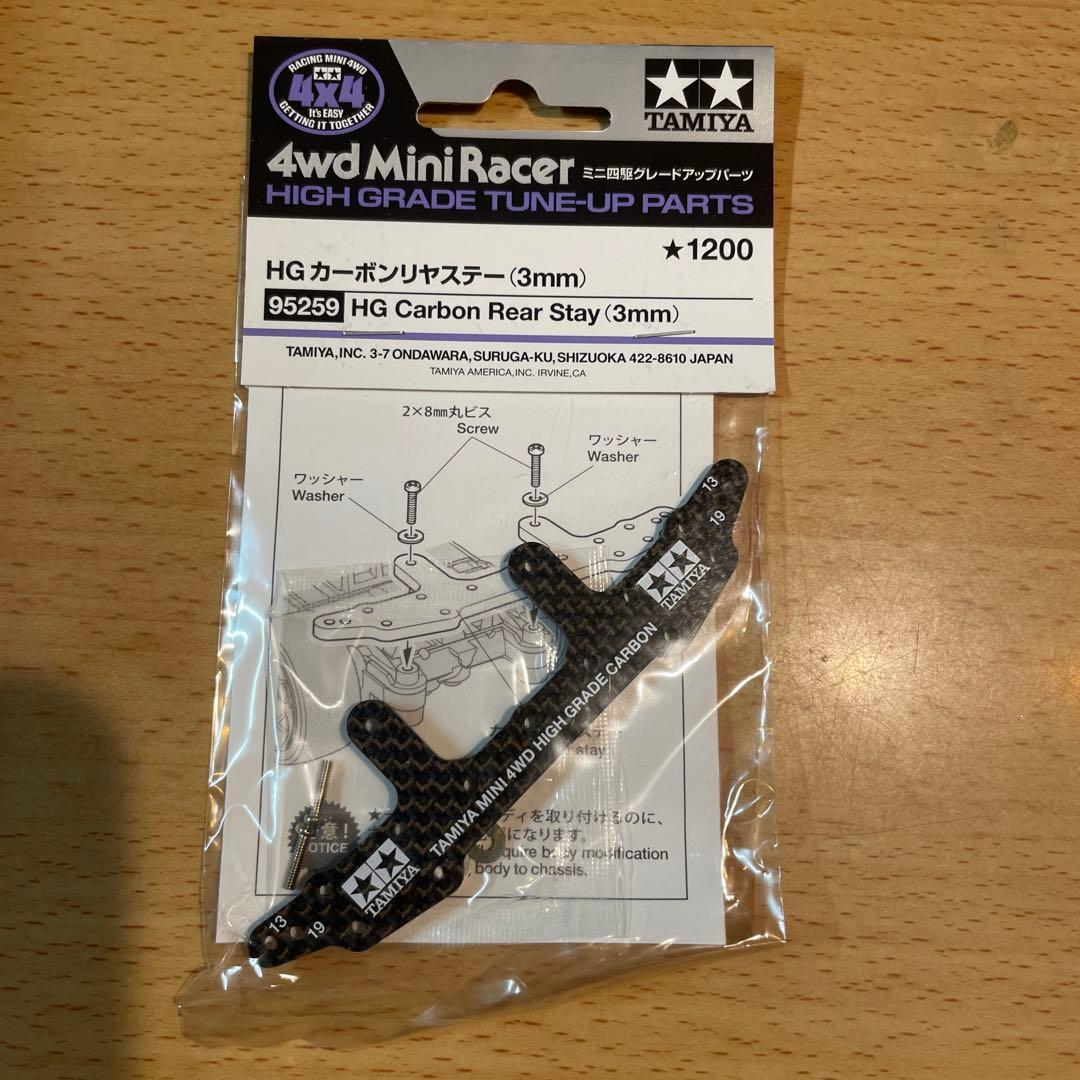 RACING MINI 4WD
4x4
It's EASY
GETTING IT TOGETHER
TAMIYA
4wd Mini Racer ミニ四駆グレードアップパーツ
HIGH GRADE TUNE-UP PARTS
★1200
HG カーボンリヤステー(3mm)
95259 HG Carbon Rear Stay(3mm)
TAMIYA,INC. 3-7 ONDAWARA,SURUGA-KU,SHIZUOKA 422-8610 JAPAN
TAMIYA AMERICA,INC. IRVINE,CA
2×8mm丸ビス
Screw
ワッシャー
Washer
ワッシャー
Washer
13
19
TAMIYA
TAMIYA MINI 4WD HIGH GRADE CARBON
stay
TAMIYA
13
19
意!
NOTICE
ディを取り付けるのに、
になります。
quire body modification
body to chassis.